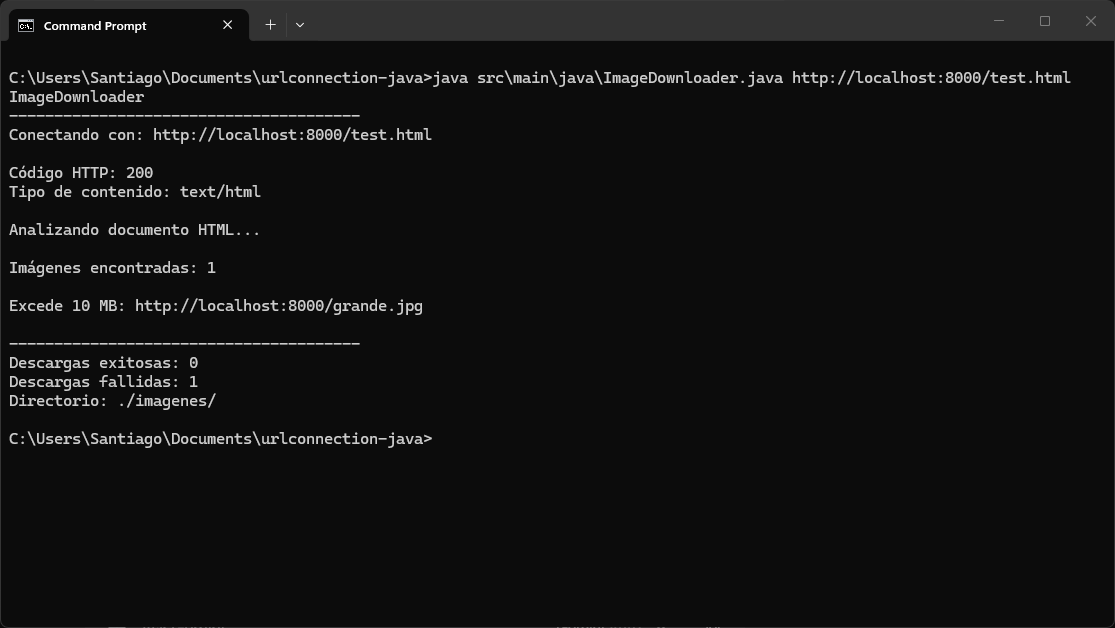 Command Prompt
C:\Users\Santiago\Documents\urlconnection-java>java src\main\java\ImageDownloader.java http://localhost:8000/test.html
ImageDownloader
---------------------------------------
Conectando con: http://localhost:8000/test.html
Código HTTP: 200
Tipo de contenido: text/html
Analizando documento HTML...
Imágenes encontradas: 1
Excede 10 MB: http://localhost:8000/grande.jpg
---------------------------------------
Descargas exitosas: 0
Descargas fallidas: 1
Directorio: ./imagenes/
C:\Users\Santiago\Documents\urlconnection-java>